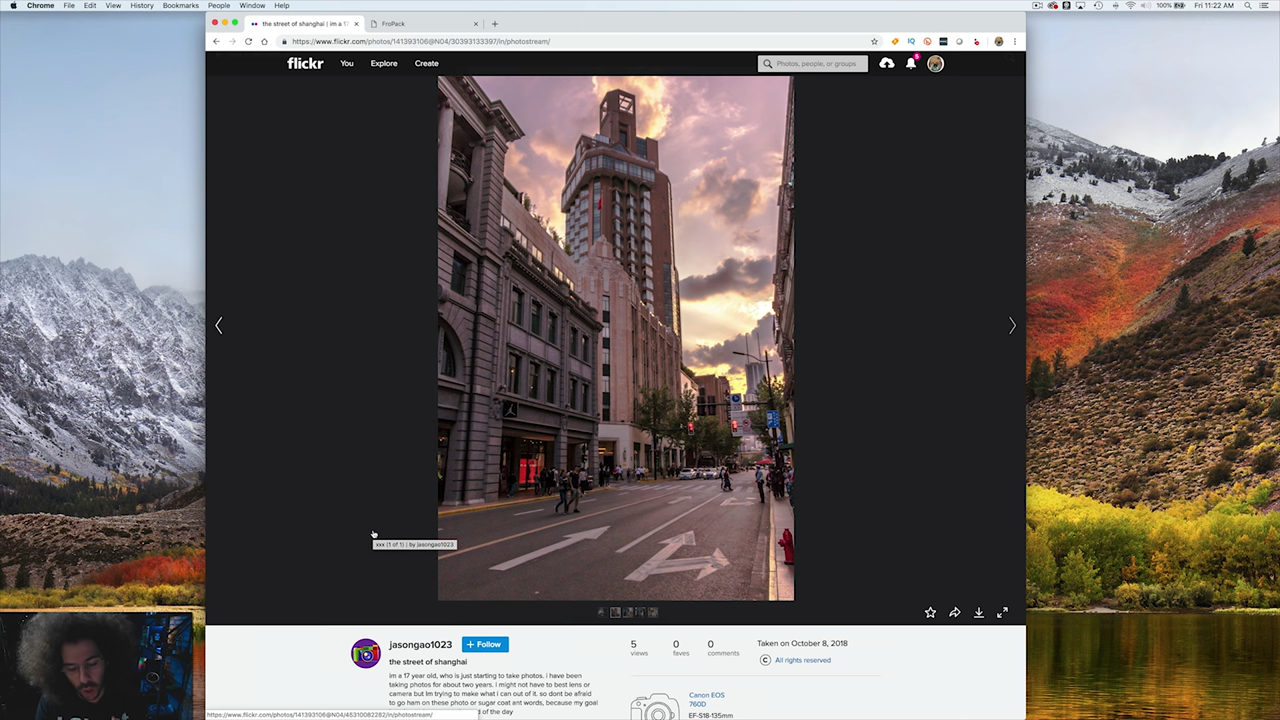 Chrome File Edit View History Bookmarks People Window Help
100%
Fri 11:22 AM
the street of shanghai | im a 17
FroPack
https://www.flickr.com/photos/141393106@N04/30393133397/in/photostream/
flickr
You Explore Create
Photos, people, or groups
5
xxx (1 of 1) | by jasongao1023
jasongao1023
+ Follow
the street of shanghai
im a 17 year old, who is just starting to take photos. i have been
taking photos for about two years. i might not have to best lens or
camera but Im trying to make what i can out of it. so dont be afraid
to go ham on these photo or sugar coat ant words, because my goal
d of the day
5
views
0
faves
0
comments
Taken on October 8, 2018
All rights reserved
Canon EOS
760D
EF-S18-135mm
https://www.flickr.com/photos/141393106@N04/45310082282/in/photostream/